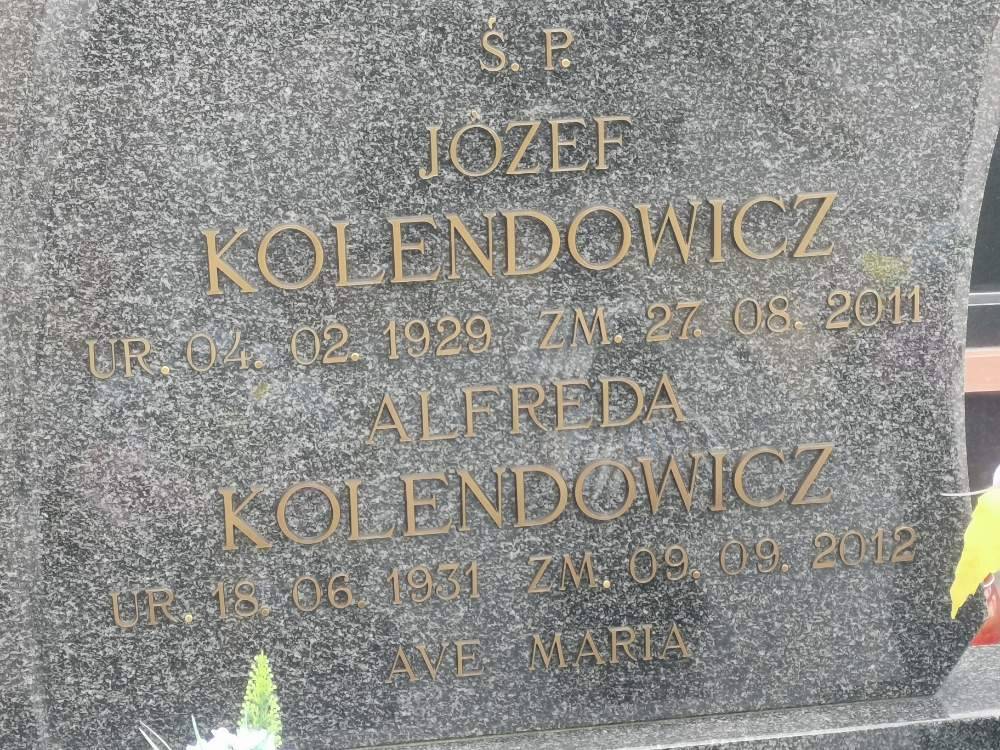 Ś. P.
JÓZEF
KOLENDOWICZ
UR. 04. 02. 1929 ZM. 27. 08. 2011
ALFREDA
KOLENDOWICZ
UR. 18. 06. 1931 ZM. 09. 09. 2012
AVE MARIA